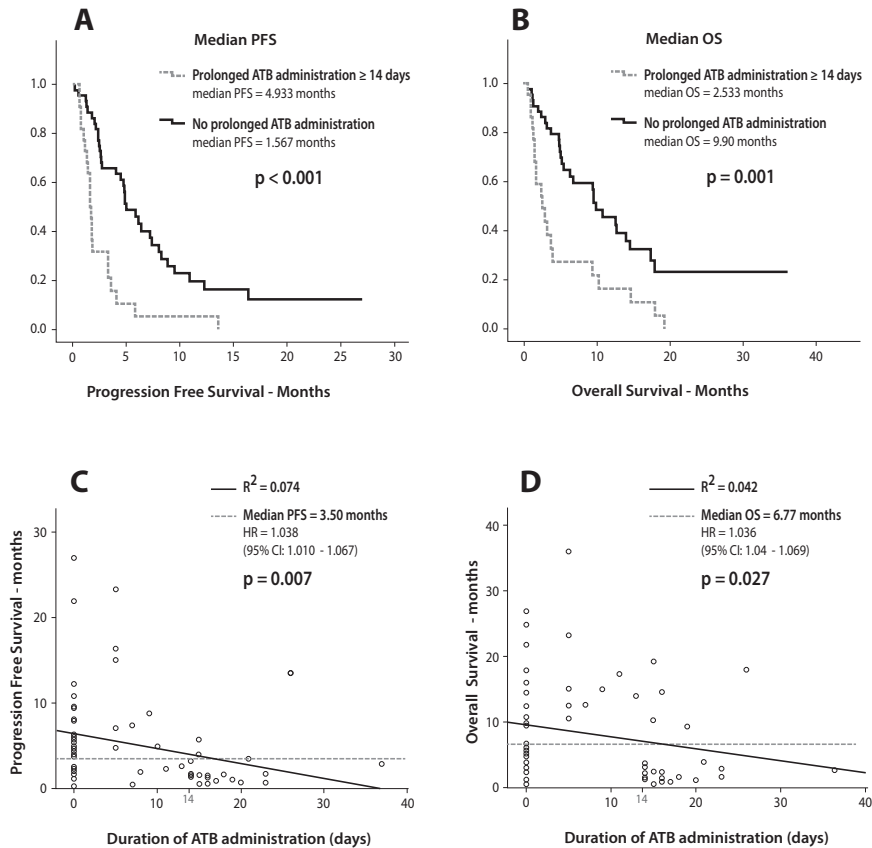 A
Median PFS
Prolonged ATB administration ≥ 14 days
median PFS = 4.933 months
No prolonged ATB administration
median PFS = 1.567 months
p < 0.001
1.0
0.8
0.6
0.4
0.2
0.0
0 5 10 15 20 25 30
Progression Free Survival - Months
B
Median OS
Prolonged ATB administration ≥ 14 days
median OS = 2.533 months
No prolonged ATB administration
median OS = 9.90 months
p = 0.001
1.0
0.8
0.6
0.4
0.2
0.0
0 10 20 30 40
Overall Survival - Months
C
R2 = 0.074
Median PFS = 3.50 months
HR = 1.038
(95% CI: 1.010 - 1.067)
p = 0.007
Progression Free Survival - months
30
20
10
0
0 10 14 20 30 40
Duration of ATB administration (days)
D
R2 = 0.042
Median OS = 6.77 months
HR = 1.036
(95% CI: 1.04 - 1.069)
p = 0.027
Overall Survival - months
40
30
20
10
0
0 10 14 20 30 40
Duration of ATB administration (days)